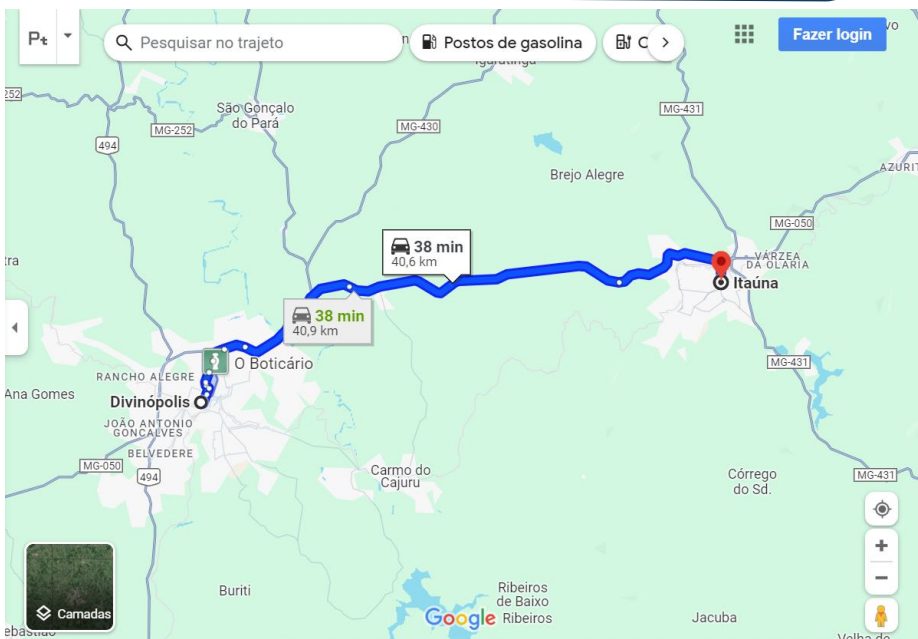 Pesquisar no trajeto
Postos de gasolina
Fazer login
252
MG-252
São Gonçalo
do Pará
MG-430
MG-431
494
Brejo Alegre
MG-050
VÁRZEA
DA OLARIA
Itaúna
38 min
40,6 km
38 min
40,9 km
O Boticário
RANCHO ALEGRE
Ana Gomes
Divinópolis
JOÃO ANTONIO
GONÇALVES
BELVEDERE
MG-050
494
MG-431
Carmo do
Cajuru
Córrego
do Sd.
MG-431
Camadas
Buriti
Ribeiros
de Baixo
Google
Ribeiros
Jacuba